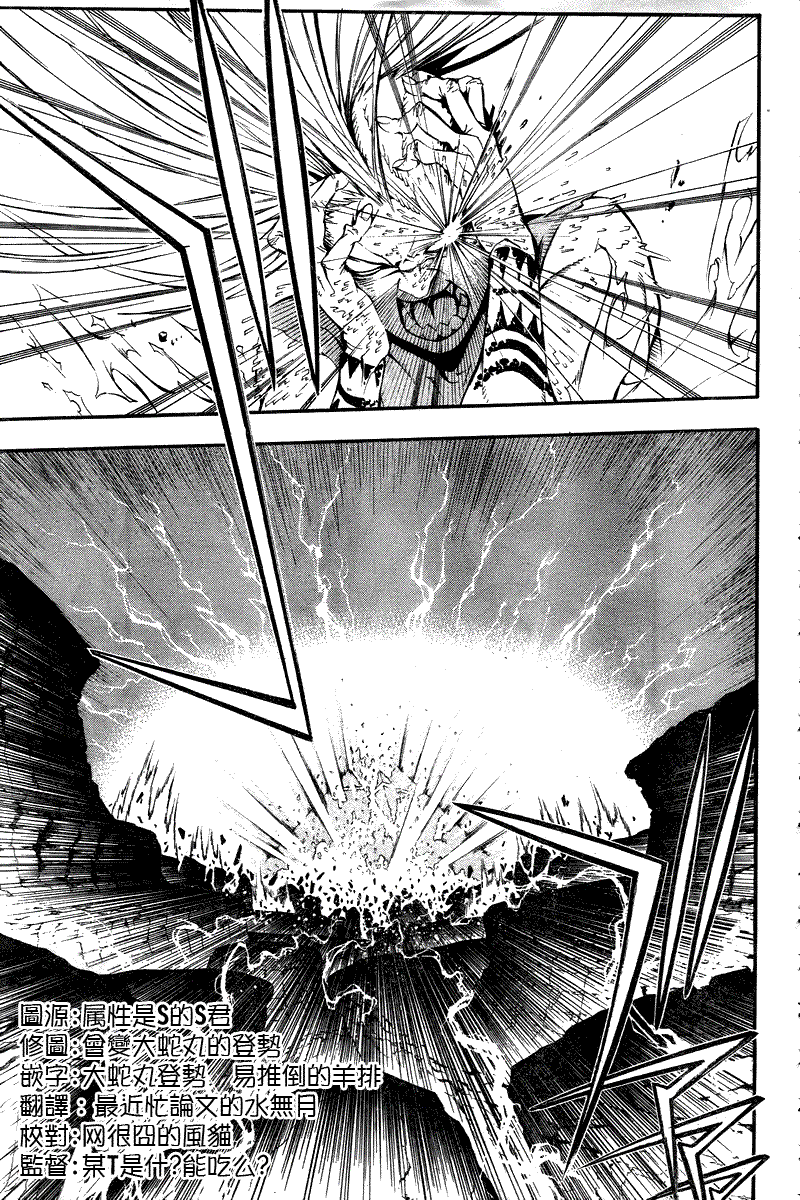 圖源:属性是S的S君
修圖:曾變大蛇丸的登勢
嵌字:大蛇丸登勢 易推倒的羊排
翻譯:最近忙論文的水無月
校對:网很囧的風貓
監督:某T是什?能吃么?